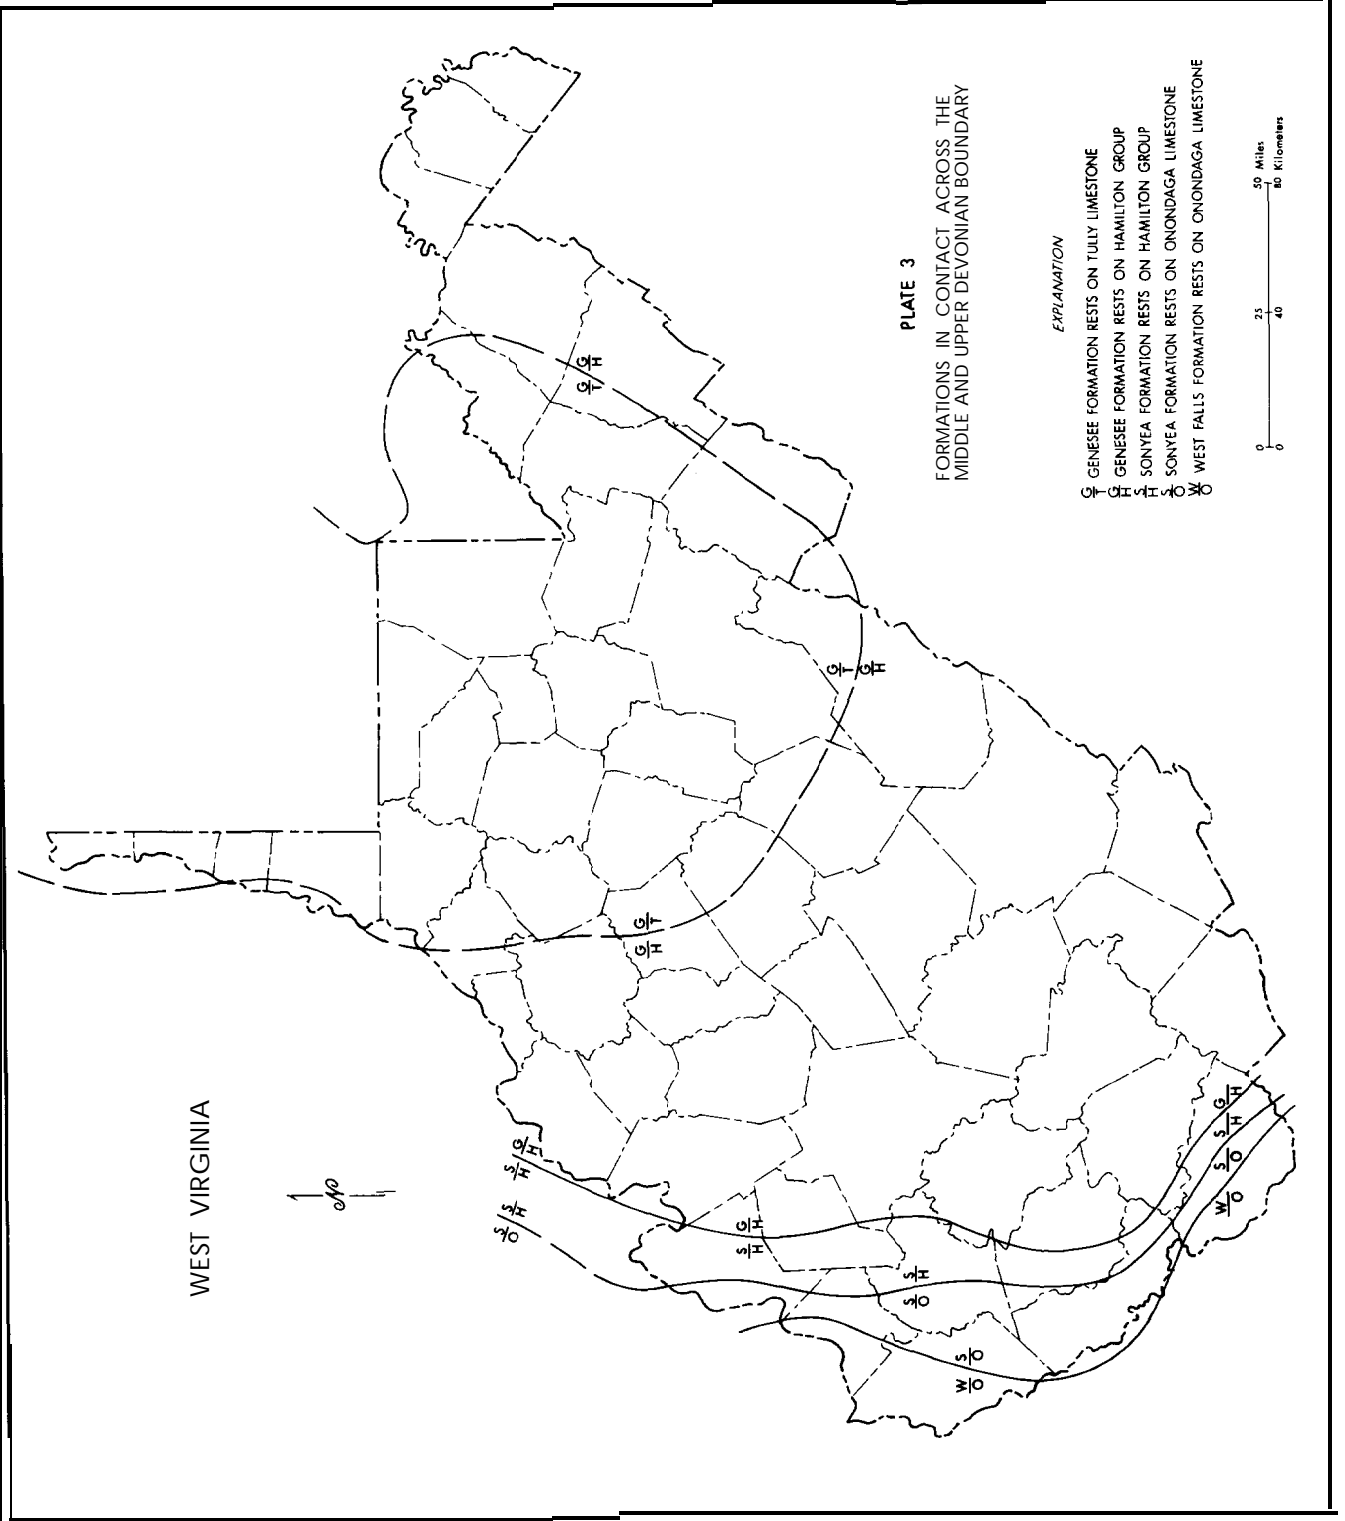 WEST VIRGINIA
N
PLATE 3
FORMATIONS IN CONTACT ACROSS THE
MIDDLE AND UPPER DEVONIAN BOUNDARY
EXPLANATION
G/T GENESEE FORMATION RESTS ON TULLY LIMESTONE
G/H GENESEE FORMATION RESTS ON HAMILTON GROUP
S/H SONYEA FORMATION RESTS ON HAMILTON GROUP
S/O SONYEA FORMATION RESTS ON ONONDAGA LIMESTONE
W/O WEST FALLS FORMATION RESTS ON ONONDAGA LIMESTONE
0 25 50 Miles
0 40 80 Kilometers
G/T G/H
G/T G/H
G/H G/T
S/H G/H
S/O S/H
S/H G/H
S/O S/H
W/O S/O
W/O S/O S/H G/H